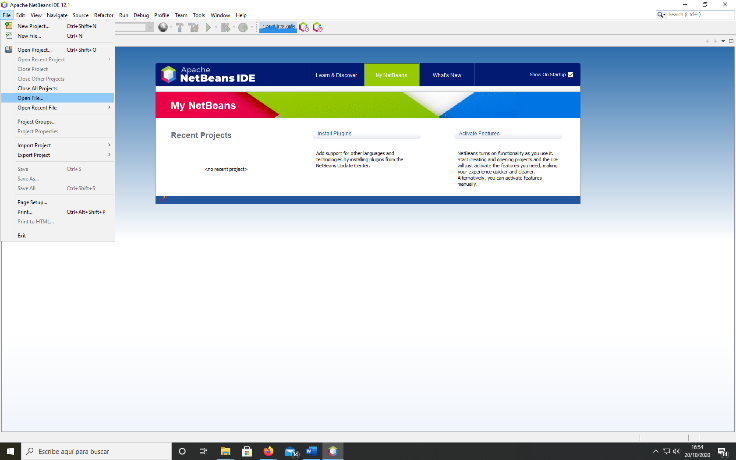 Apache NetBeans IDE 12.1
File Edit View Navigate Source Refactor Run Debug Profile Team Tools Window Help
Search (Ctrl+I)
New Project... Ctrl+Shift+N
New File... Ctrl+N
Open Project... Ctrl+Shift+O
Open Recent Project
Close Project
Close Other Projects
Close All Projects
Open File...
Open Recent File
Project Groups...
Project Properties
Import Project
Export Project
Save Ctrl+S
Save As...
Save All Ctrl+Shift+S
Page Setup...
Print... Ctrl+Alt+Shift+P
Print to HTML...
Exit
Apache
NetBeans IDE
Learn & Discover My NetBeans What's New Show On Startup
My NetBeans
Recent Projects
<no recent project>
Install Plugins
Add support for other languages and
technologies by installing plugins from the
NetBeans Update Center.
Activate Features
NetBeans turns on functionality as you use it.
Start creating and opening projects and the IDE
will just activate the features you need, making
your experience quicker and cleaner.
Alternatively, you can activate features
manually.
Escribe aquí para buscar
16:54
20/10/2020